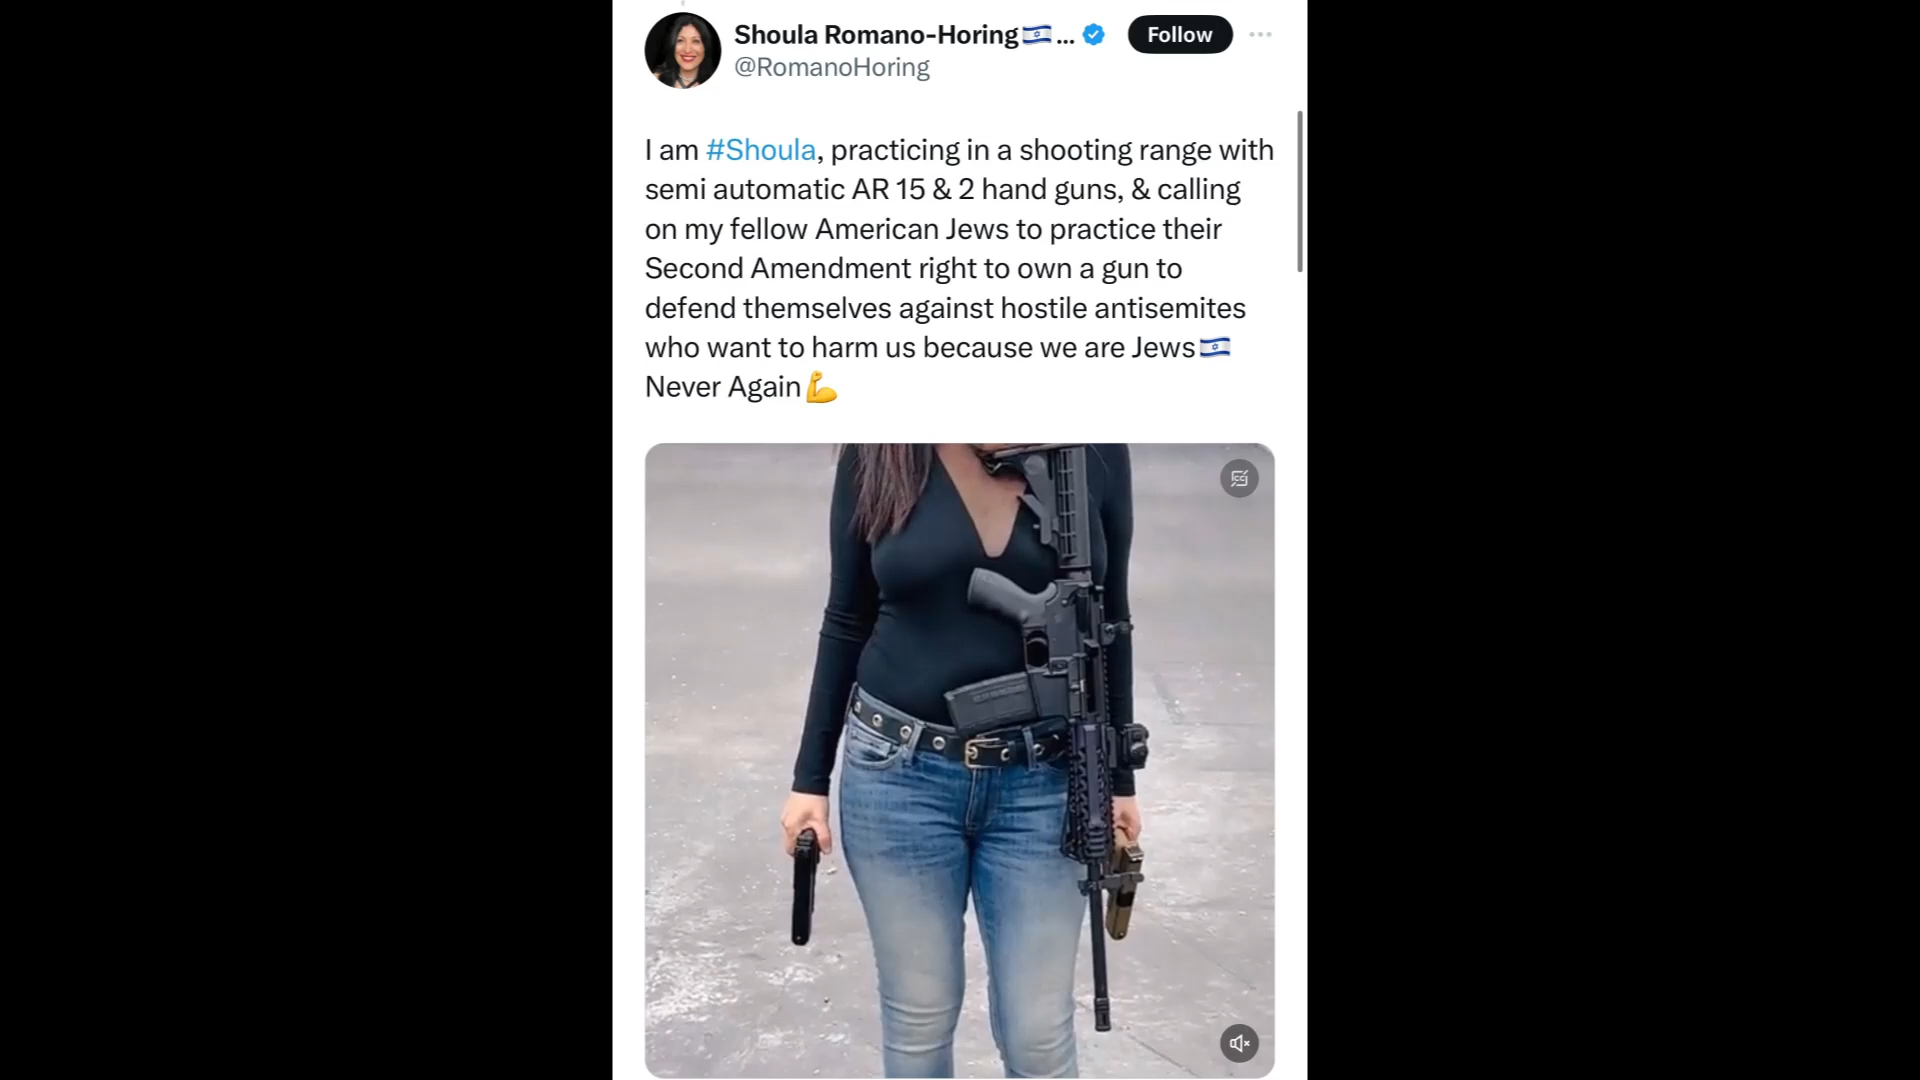 Shoula Romano-Horing🇮🇱...
Follow
@RomanoHoring
I am #Shoula, practicing in a shooting range with
semi automatic AR 15 & 2 hand guns, & calling
on my fellow American Jews to practice their
Second Amendment right to own a gun to
defend themselves against hostile antisemites
who want to harm us because we are Jews🇮🇱
Never Again💪
CC